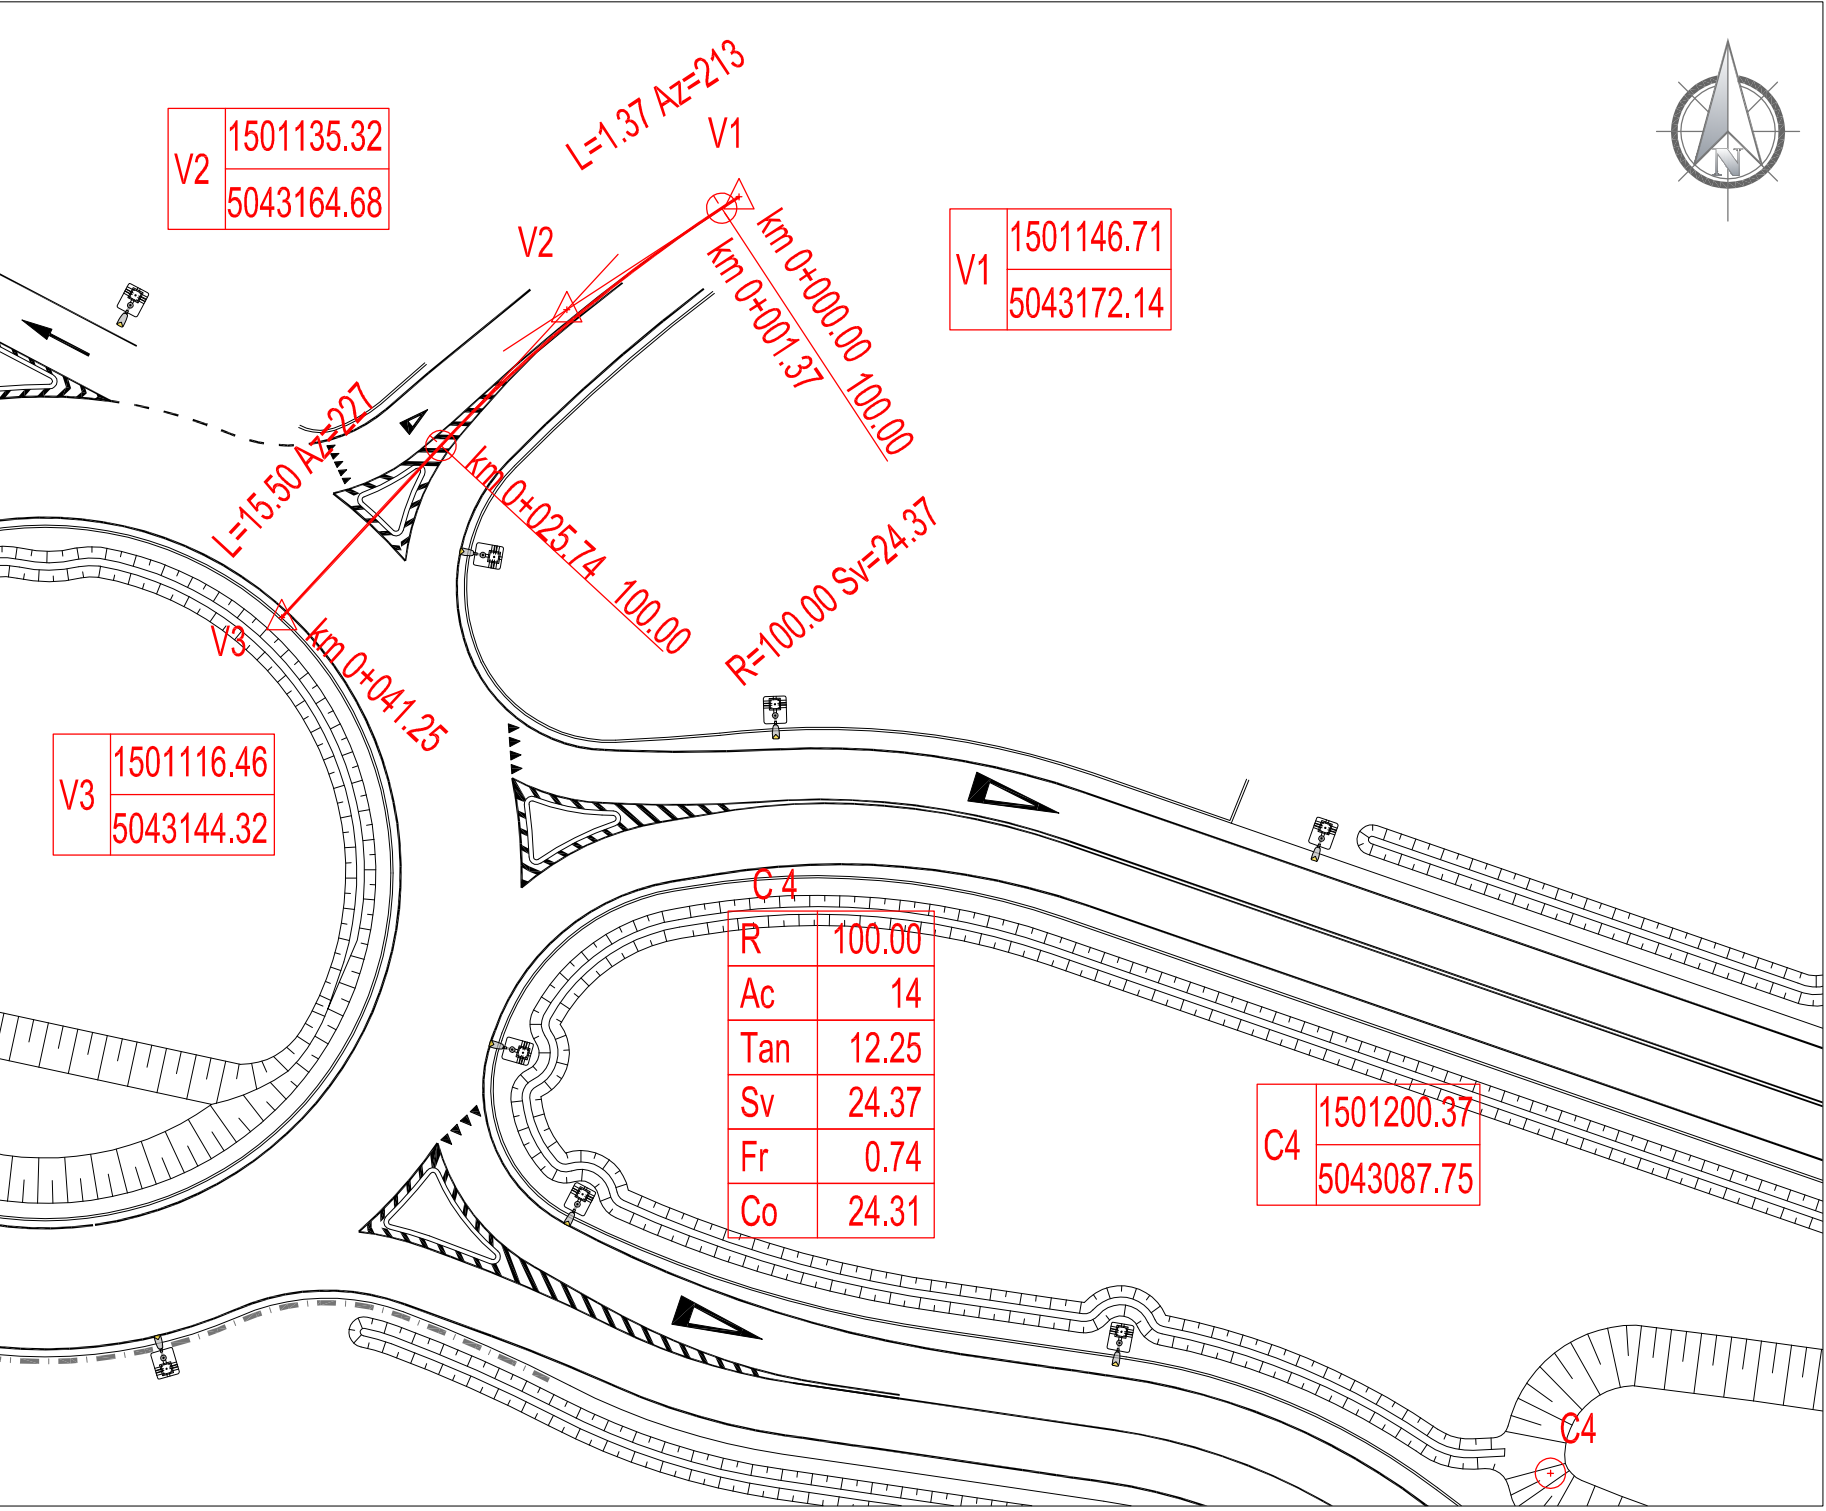 L=1.37 Az=213
V1
V2
1501135.32
5043164.68
N
V2
V1
1501146.71
5043172.14
km 0+000.00 100.00
km 0+001.37
L=15.50 Az=227
km 0+025.74 100.00
R=100.00 Sv=24.37
V3
km 0+041.25
V3
1501116.46
5043144.32
C 4
R 100.00
Ac 14
Tan 12.25
Sv 24.37
Fr 0.74
Co 24.31
C4
1501200.37
5043087.75
C4